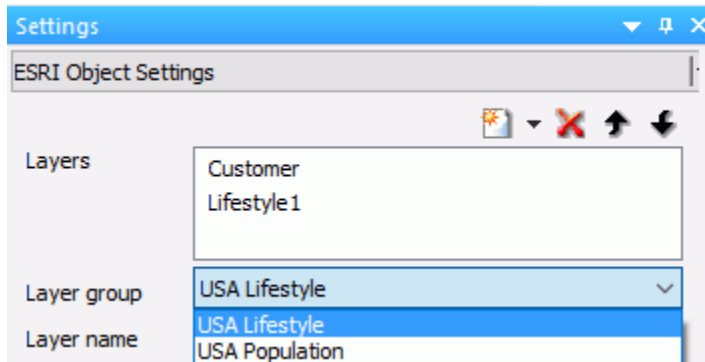 Settings
ESRI Object Settings
Layers
Customer
Lifestyle1
Layer group
USA Lifestyle
USA Lifestyle
Layer name
USA Population